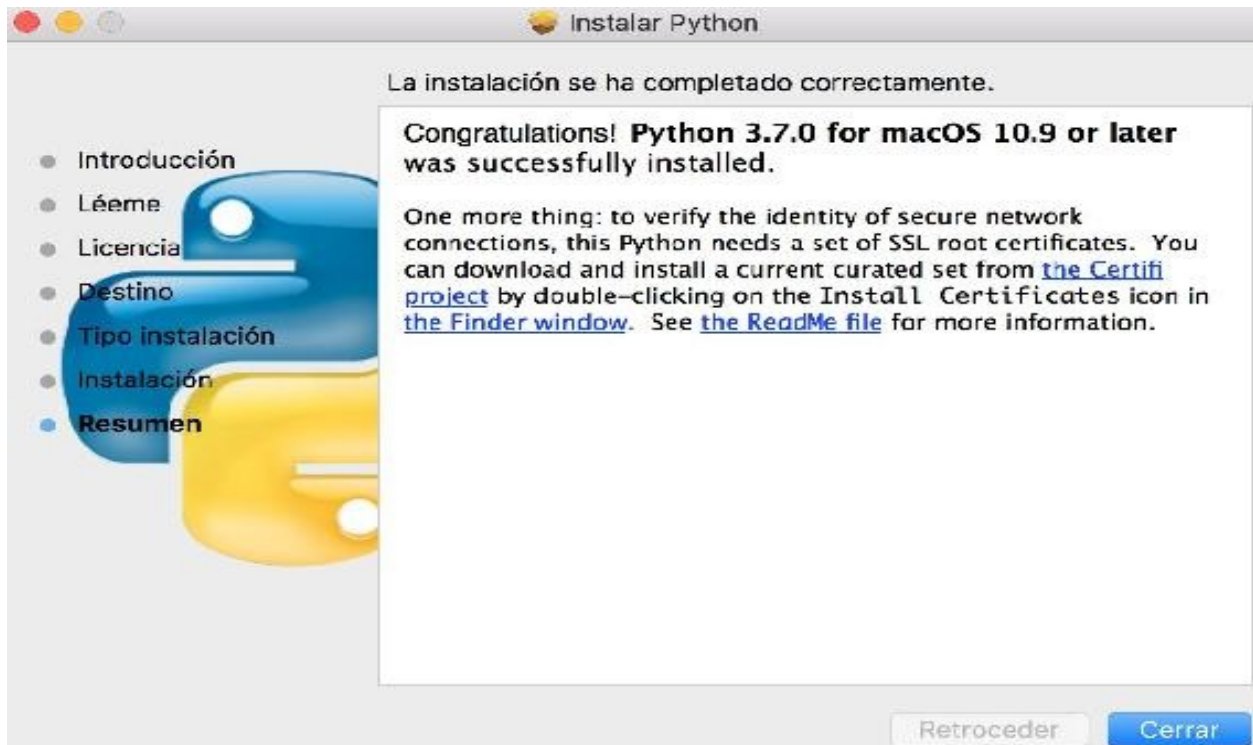 Instalar Python
La instalación se ha completado correctamente.
Introducción
Léeme
Licencia
Destino
Tipo instalación
Instalación
Resumen
Congratulations! Python 3.7.0 for macOS 10.9 or later
was successfully installed.
One more thing: to verify the identity of secure network
connections, this Python needs a set of SSL root certificates. You
can download and install a current curated set from the Certifi
project by double-clicking on the Install Certificates icon in
the Finder window. See the ReadMe file for more information.
Retroceder
Cerrar